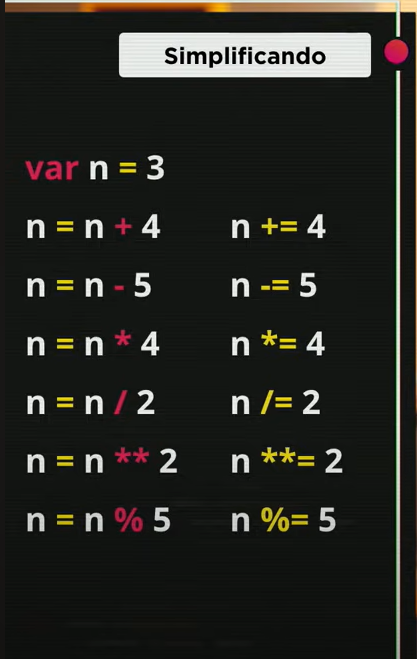 Simplificando
var n = 3
n = n + 4 n += 4
n = n - 5 n -= 5
n = n * 4 n *= 4
n = n / 2 n /= 2
n = n ** 2 n **= 2
n = n % 5 n %= 5